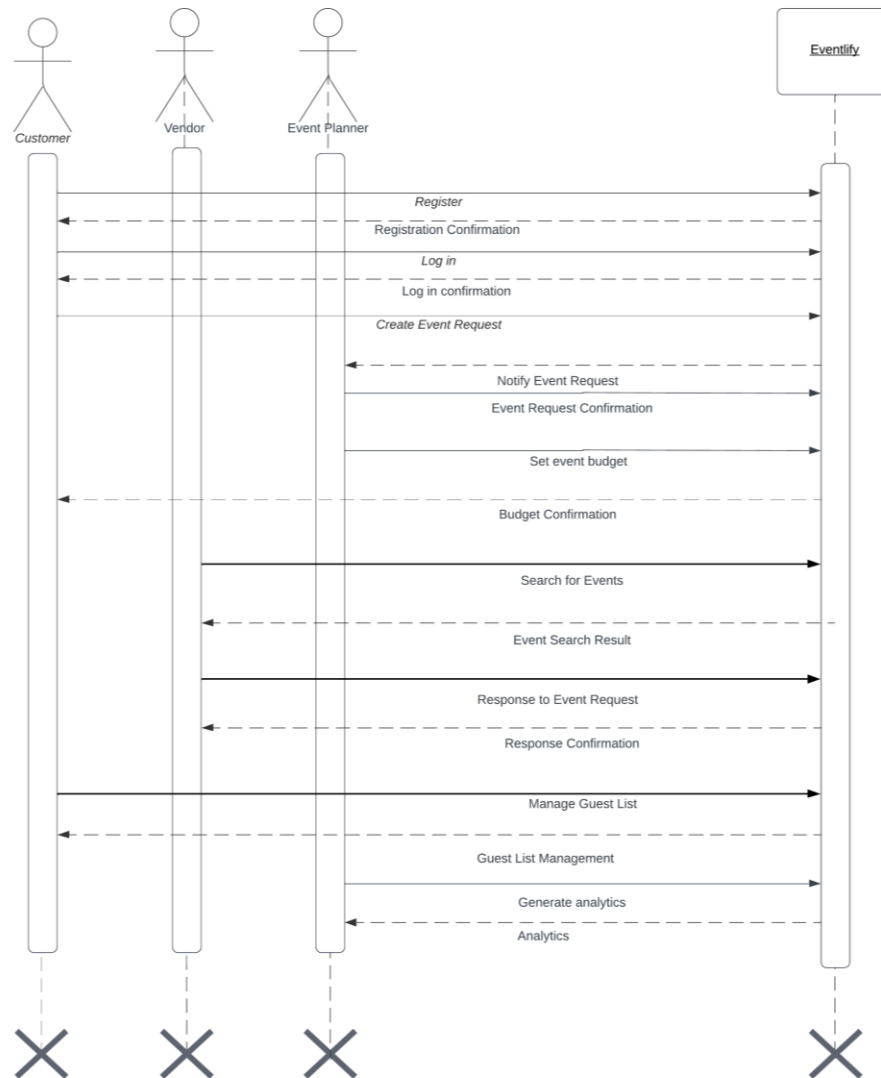 Eventlify
Customer
Vendor
Event Planner
Register
Registration Confirmation
Log in
Log in confirmation
Create Event Request
Notify Event Request
Event Request Confirmation
Set event budget
Budget Confirmation
Search for Events
Event Search Result
Response to Event Request
Response Confirmation
Manage Guest List
Guest List Management
Generate analytics
Analytics